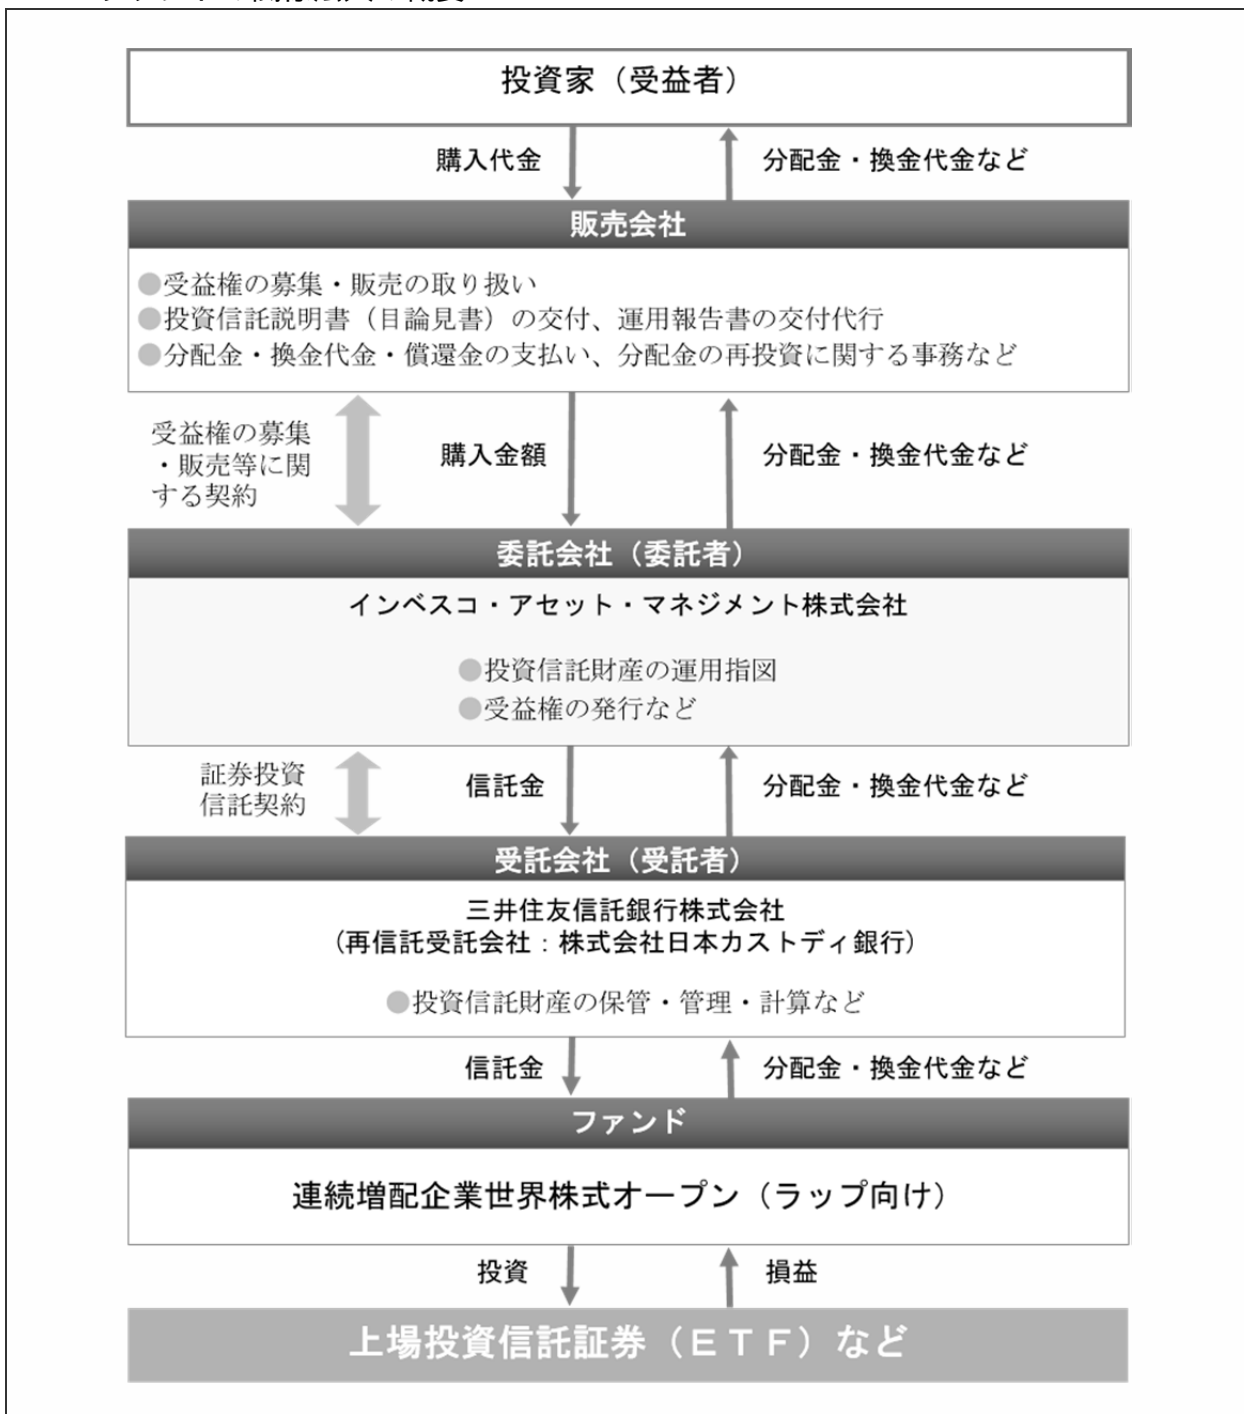 投資家（受益者）
購入代金
分配金・換金代金など
販売会社
●受益権の募集・販売の取り扱い
●投資信託説明書（目論見書）の交付、運用報告書の交付代行
●分配金・換金代金・償還金の支払い、分配金の再投資に関する事務など
受益権の募集
・販売等に関
する契約
購入金額
分配金・換金代金など
委託会社（委託者）
インベスコ・アセット・マネジメント株式会社
●投資信託財産の運用指図
●受益権の発行など
証券投資
信託契約
信託金
分配金・換金代金など
受託会社（受託者）
三井住友信託銀行株式会社
（再信託受託会社：株式会社日本カストディ銀行）
●投資信託財産の保管・管理・計算など
信託金
分配金・換金代金など
ファンド
連続増配企業世界株式オープン（ラップ向け）
投資
損益
上場投資信託証券（ＥＴＦ）など